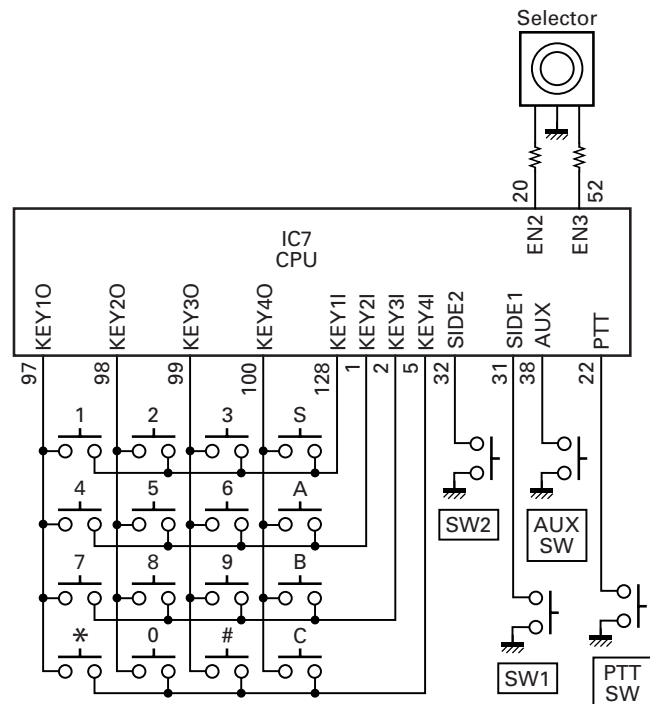 Selector
20
52
IC7
CPU
EN2
EN3
KEY1O
KEY2O
KEY3O
KEY4O
KEY1I
KEY2I
KEY3I
KEY4I
SIDE2
SIDE1
AUX
PTT
97
98
99
100
128
1
2
5
32
31
38
22
1 2 3 S
4 5 6 A
7 8 9 B
* 0 # C
SW2
AUX
SW
SW1
PTT
SW